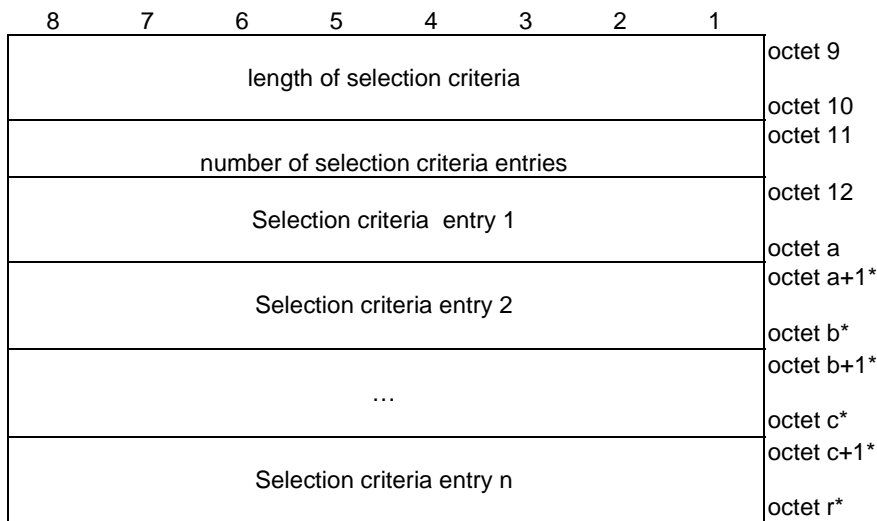 8 7 6 5 4 3 2 1
octet 9
length of selection criteria
octet 10
octet 11
number of selection criteria entries
octet 12
Selection criteria entry 1
octet a
octet a+1*
Selection criteria entry 2
octet b*
octet b+1*
…
octet c*
octet c+1*
Selection criteria entry n
octet r*